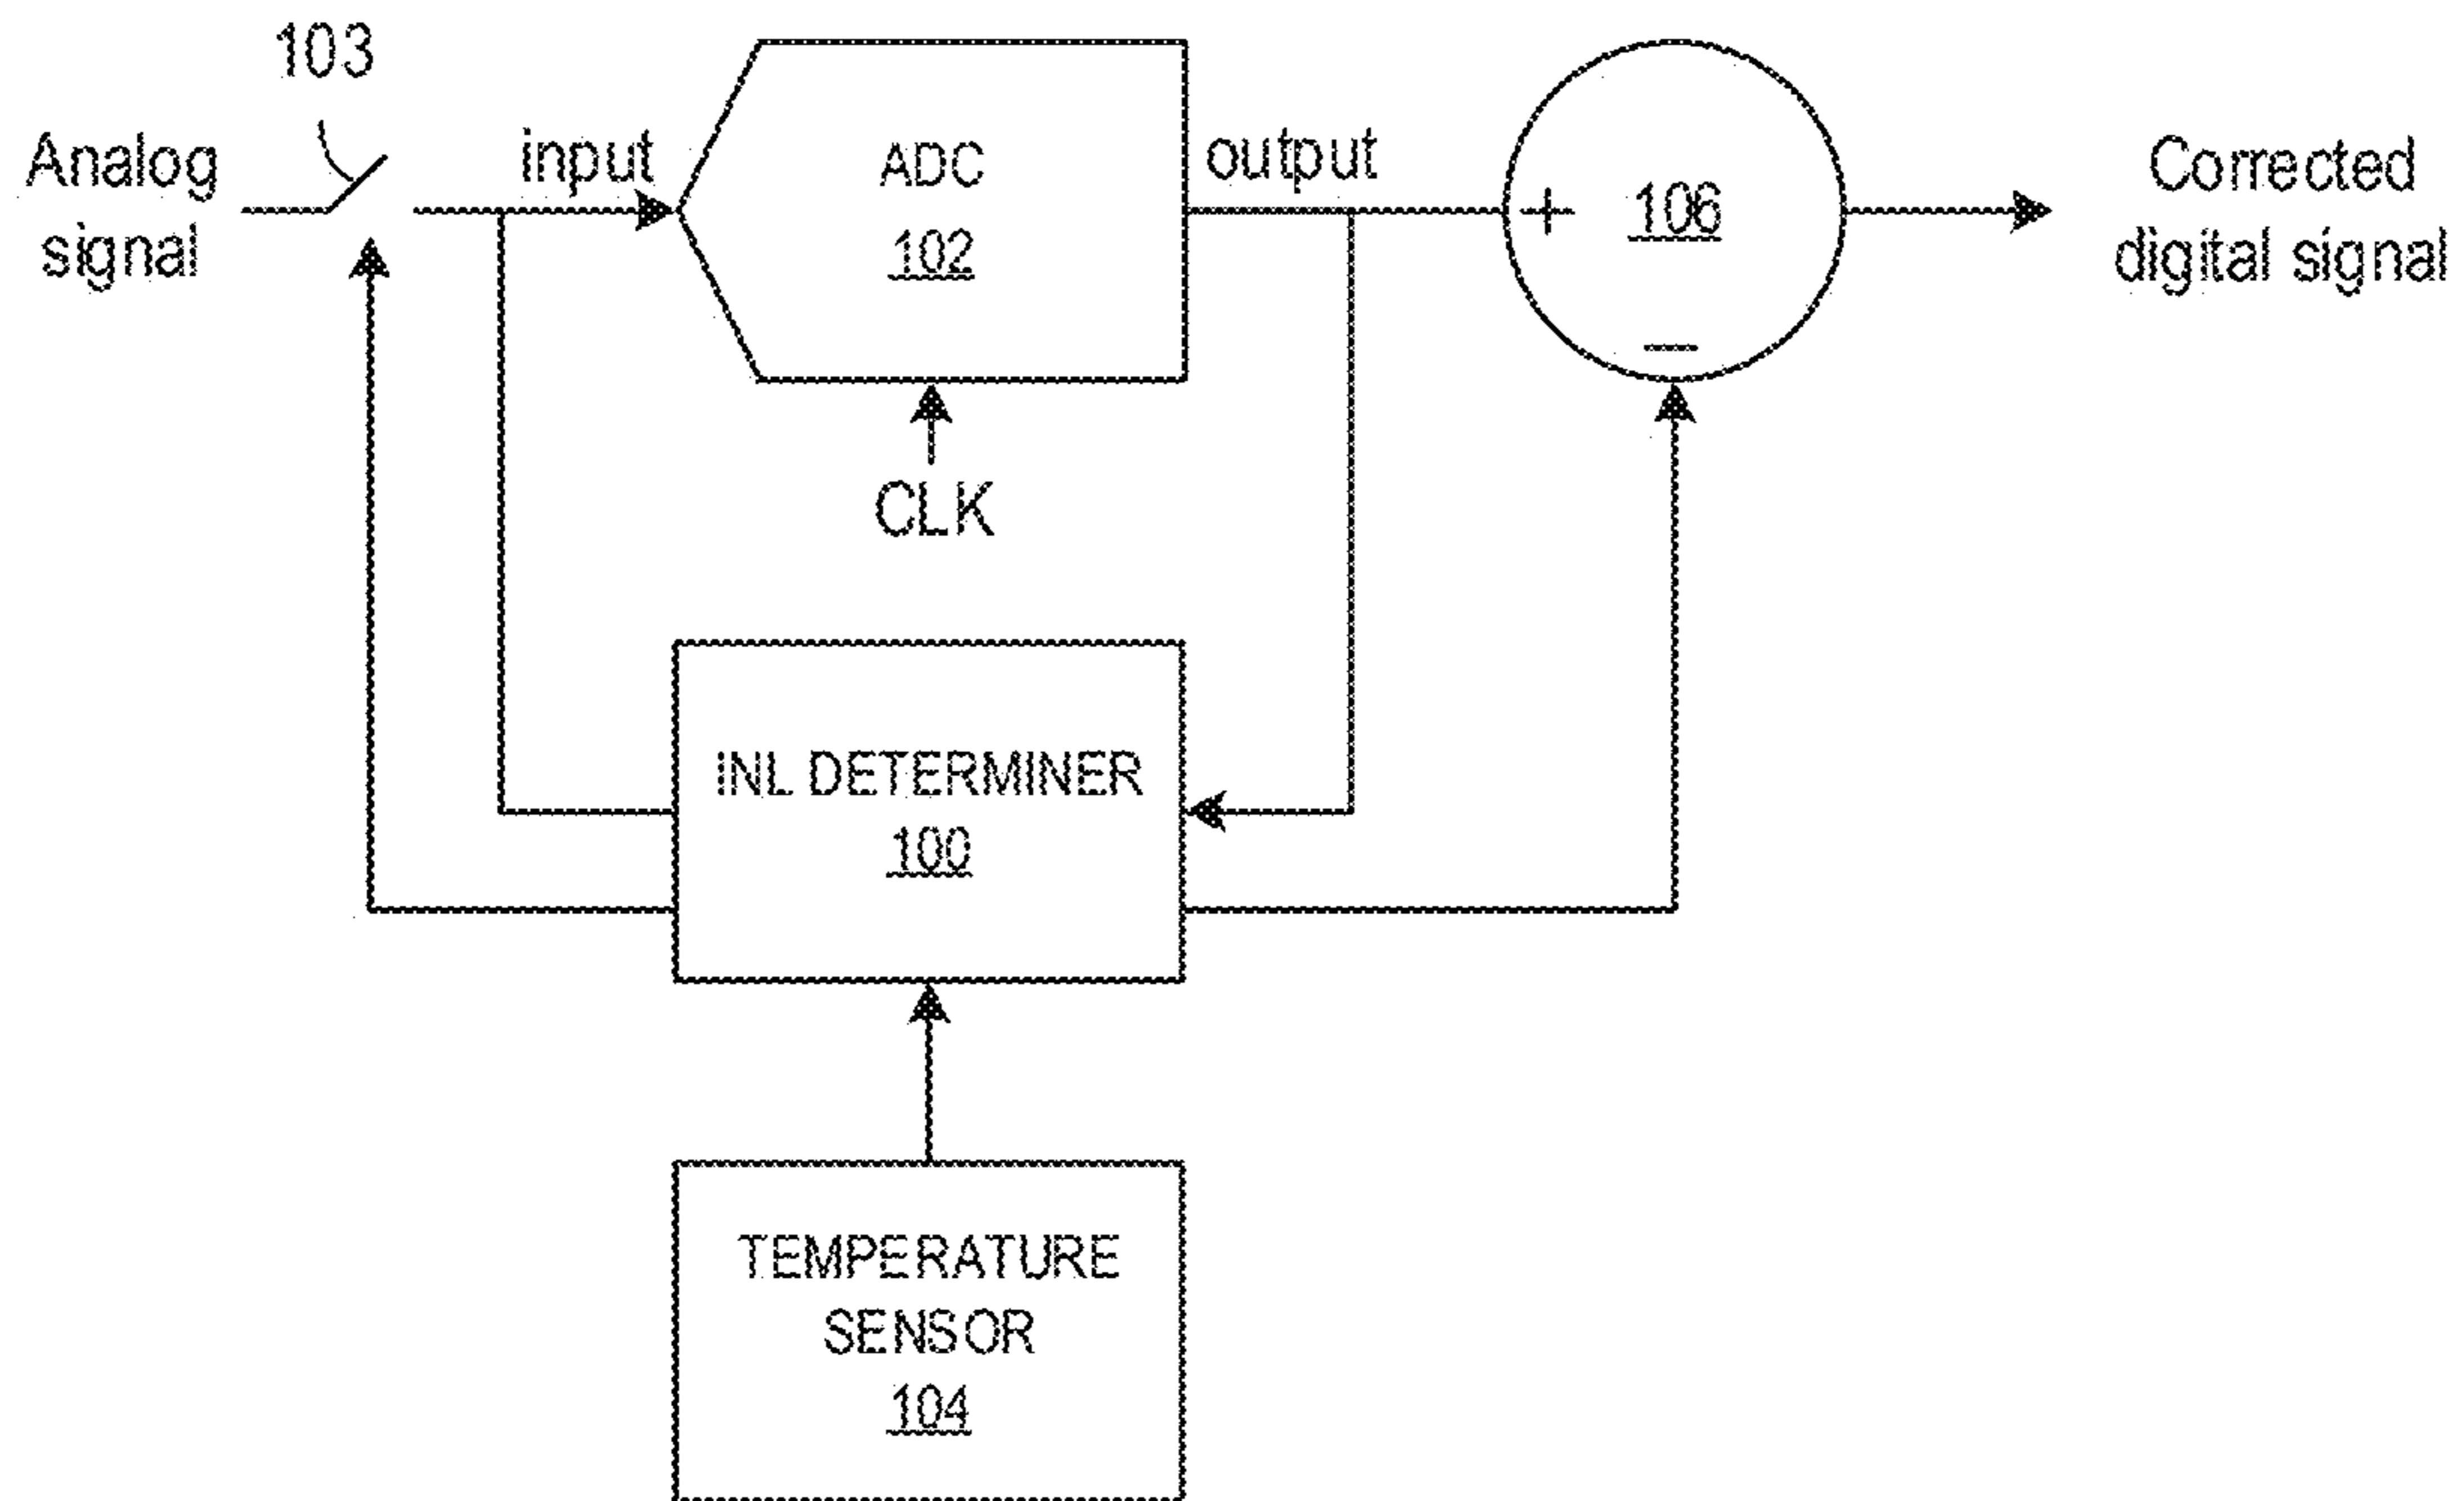 103
Analog
signal
input
ADC
102
output
+
106
–
Corrected
digital signal
CLK
INL DETERMINER
100
TEMPERATURE
SENSOR
104